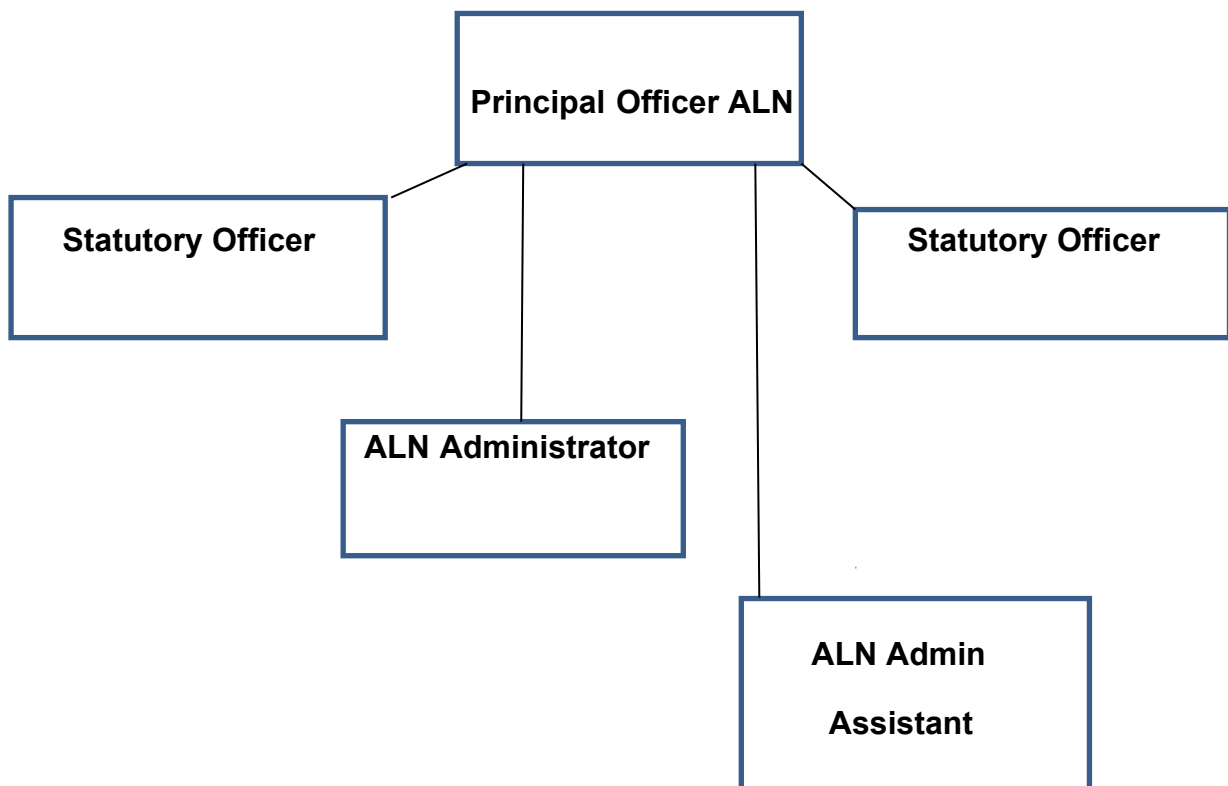 Principal Officer ALN
Statutory Officer
Statutory Officer
ALN Administrator
ALN Admin
Assistant